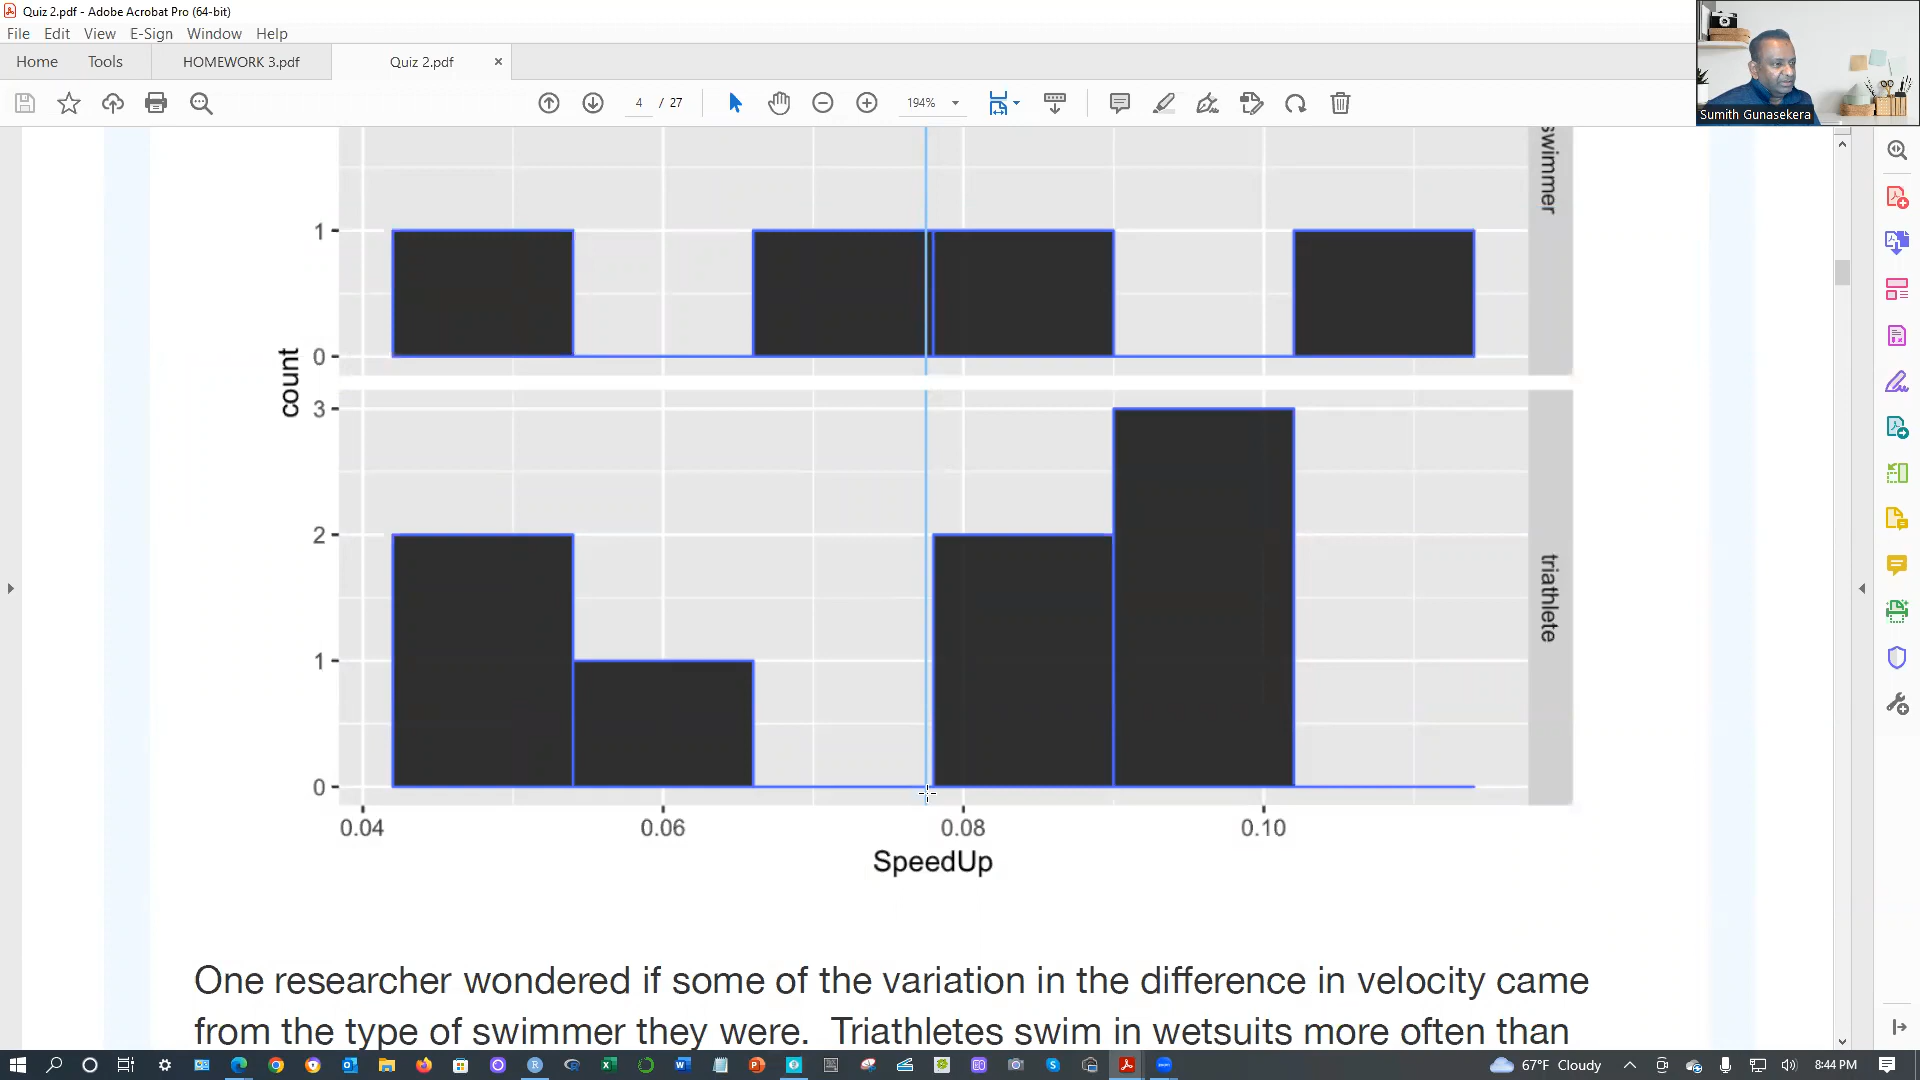 Quiz 2.pdf - Adobe Acrobat Pro (64-bit)
File Edit View E-Sign Window Help
Home Tools HOMEWORK 3.pdf Quiz 2.pdf ×
4 / 27 194%
Sumith Gunasekera
swimmer
1
0
count
3
2
1
0
triathlete
0.04 0.06 0.08 0.10
SpeedUp
One researcher wondered if some of the variation in the difference in velocity came
from the type of swimmer they were. Triathletes swim in wetsuits more often than
67°F Cloudy 8:44 PM